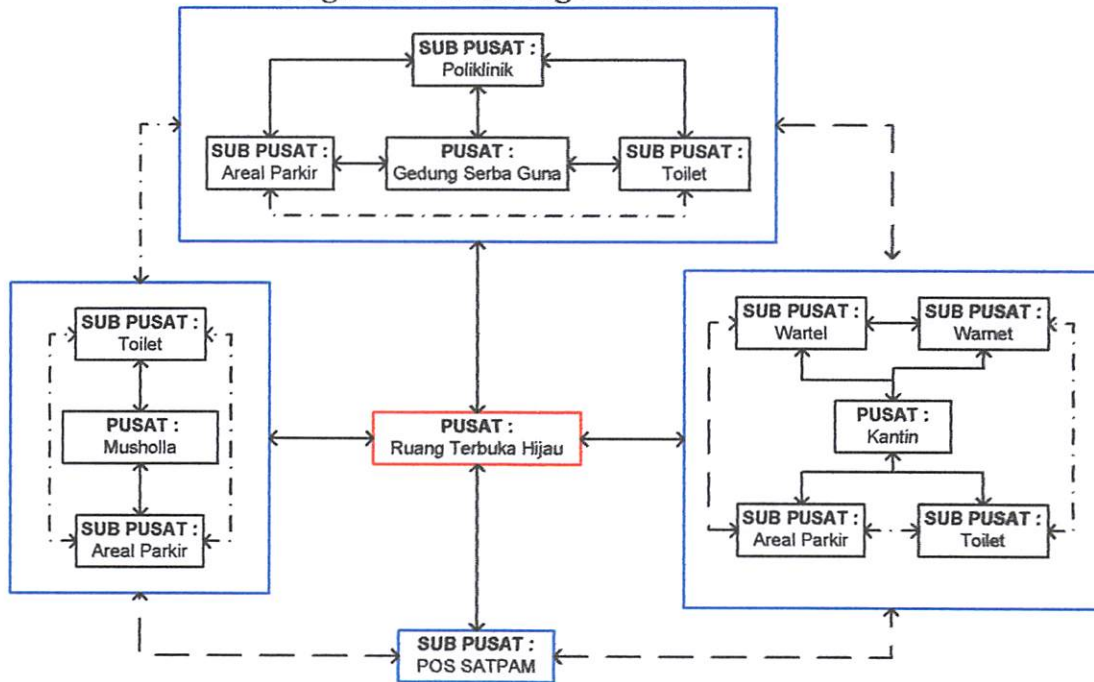 SUB PUSAT :
Poliklinik
SUB PUSAT :
Areal Parkir
PUSAT :
Gedung Serba Guna
SUB PUSAT :
Toilet
SUB PUSAT :
Toilet
PUSAT :
Musholla
SUB PUSAT :
Areal Parkir
PUSAT :
Ruang Terbuka Hijau
SUB PUSAT :
Wartel
SUB PUSAT :
Warnet
PUSAT :
Kantin
SUB PUSAT :
Areal Parkir
SUB PUSAT :
Toilet
SUB PUSAT :
POS SATPAM